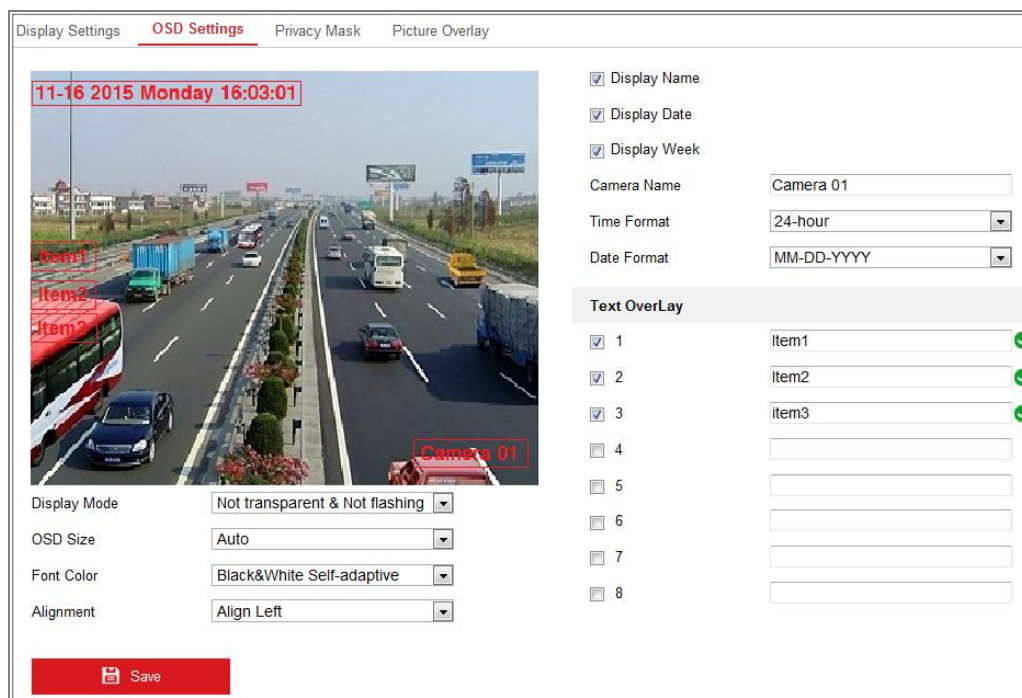 Display Settings OSD Settings Privacy Mask Picture Overlay
11-16 2015 Monday 16:03:01
Item1
Item2
Item3
Camera 01
Display Mode Not transparent & Not flashing
OSD Size Auto
Font Color Black&White Self-adaptive
Alignment Align Left
Save
Display Name
Display Date
Display Week
Camera Name Camera 01
Time Format 24-hour
Date Format MM-DD-YYYY
Text OverLay
1 Item1
2 Item2
3 item3
4
5
6
7
8